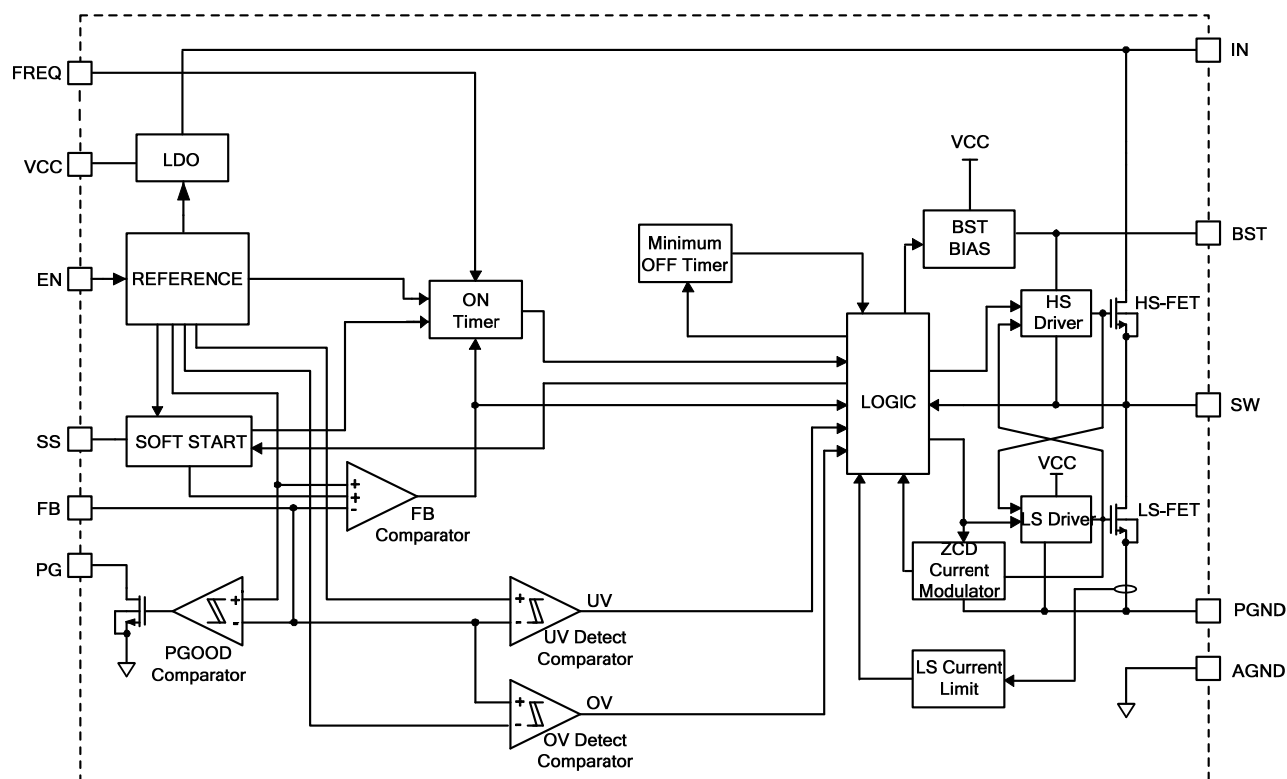 IN
FREQ
VCC
LDO
VCC
BST
BIAS
BST
Minimum
OFF Timer
EN
REFERENCE
ON
Timer
HS
Driver
HS-FET
LOGIC
SW
SS
SOFT START
VCC
FB
+
+
-
FB
Comparator
LS Driver
LS-FET
PG
ZCD
Current
Modulator
+
-
PGOOD
Comparator
+
-
UV
UV Detect
Comparator
PGND
LS Current
Limit
AGND
+
-
OV
OV Detect
Comparator